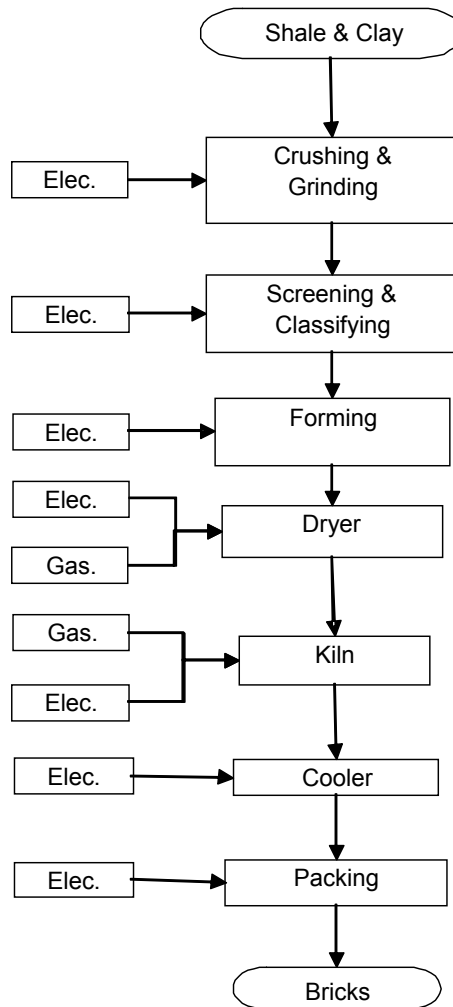 Shale & Clay
Elec.
Crushing &
Grinding
Elec.
Screening &
Classifying
Elec.
Forming
Elec.
Gas.
Dryer
Gas.
Elec.
Kiln
Elec.
Cooler
Elec.
Packing
Bricks